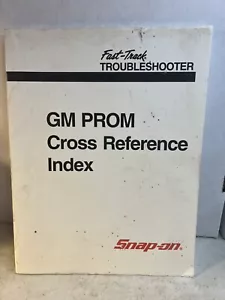 Fast-Track
TROUBLESHOOTER
GM PROM
Cross Reference
Index
Snap-on